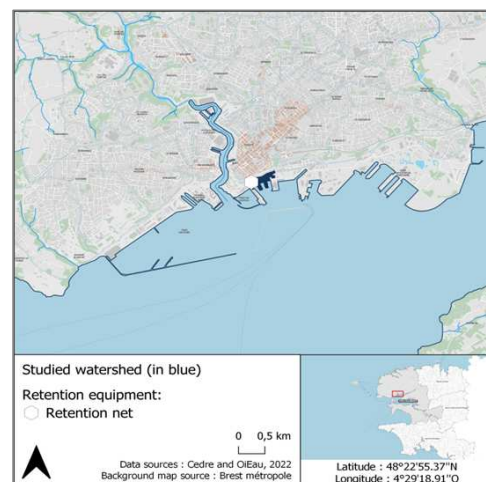 Studied watershed (in blue)
Retention equipment:
Retention net
0 0,5 km
Data sources : Cedre and OiEau, 2022
Background map source : Brest métropole
Latitude : 48°22'55.37"N
Longitude : 4°29'18.91"O